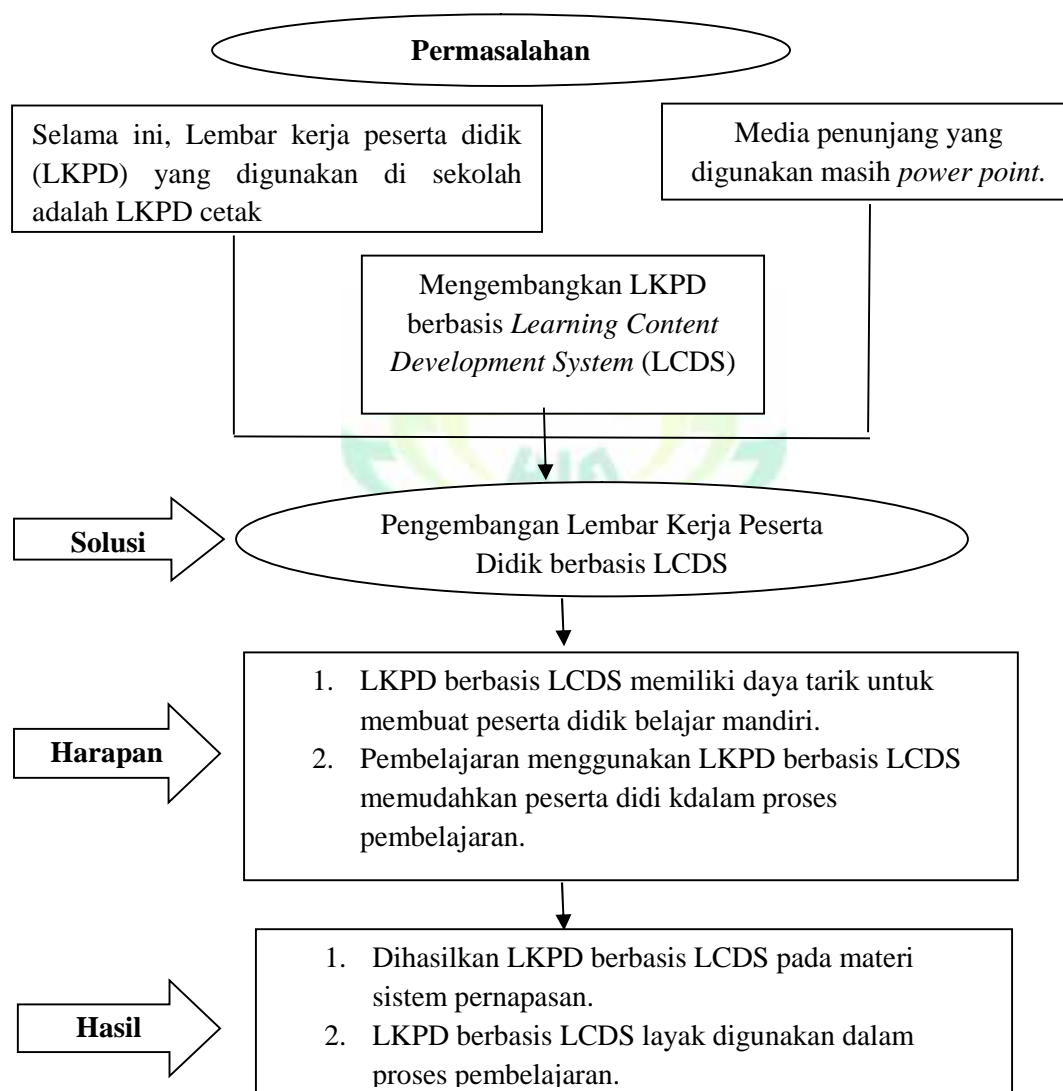 Permasalahan
Selama ini, Lembar kerja peserta didik
(LKPD) yang digunakan di sekolah
adalah LKPD cetak
Media penunjang yang
digunakan masih power point.
Mengembangkan LKPD
berbasis Learning Content
Development System (LCDS)
Solusi
Pengembangan Lembar Kerja Peserta
Didik berbasis LCDS
Harapan
1. LKPD berbasis LCDS memiliki daya tarik untuk
membuat peserta didik belajar mandiri.
2. Pembelajaran menggunakan LKPD berbasis LCDS
memudahkan peserta didi kdalam proses
pembelajaran.
Hasil
1. Dihasilkan LKPD berbasis LCDS pada materi
sistem pernapasan.
2. LKPD berbasis LCDS layak digunakan dalam
proses pembelajaran.